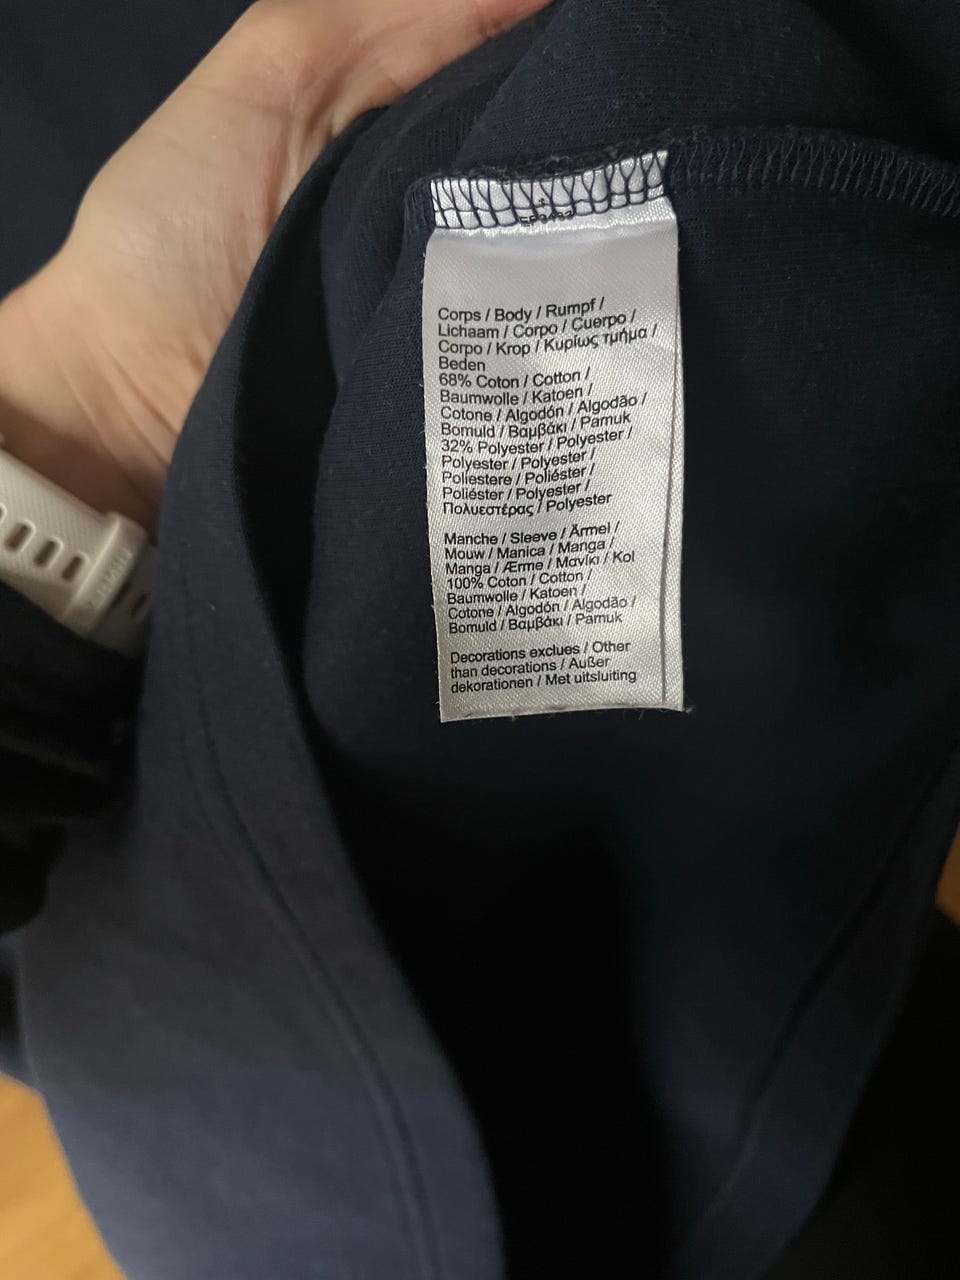 Corps / Body / Rumpf /
Lichaam / Corpo / Cuerpo /
Corpo / Krop / Κυρίως τμήμα /
Beden
68% Coton / Cotton /
Baumwolle / Katoen /
Cotone / Algodón / Algodão /
Bomuld / Βαμβάκι / Pamuk
32% Polyester / Polyester /
Polyester / Polyester /
Poliestere / Poliéster /
Poliéster / Polyester /
Πολυεστέρας / Polyester
Manche / Sleeve / Ärmel /
Mouw / Manica / Manga /
Manga / Ærme / Μανίκι / Kol
100% Coton / Cotton /
Baumwolle / Katoen /
Cotone / Algodón / Algodão /
Bomuld / Βαμβάκι / Pamuk
Decorations exclues / Other
than decorations / Außer
dekorationen / Met uitsluiting